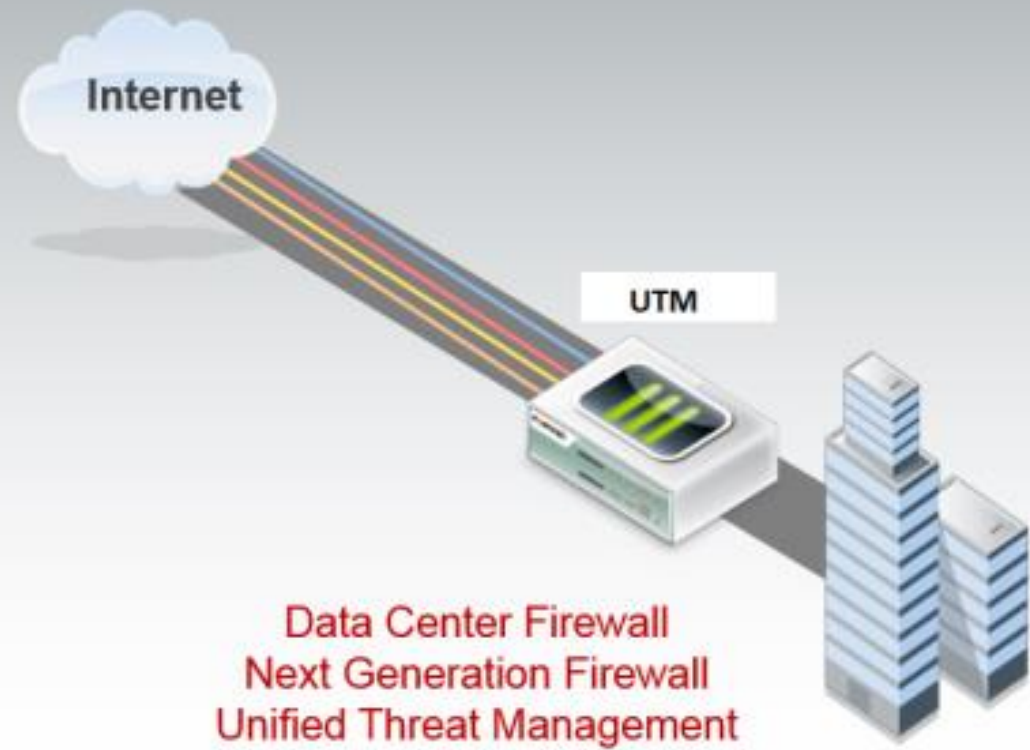 Internet
UTM
Data Center Firewall
Next Generation Firewall
Unified Threat Management